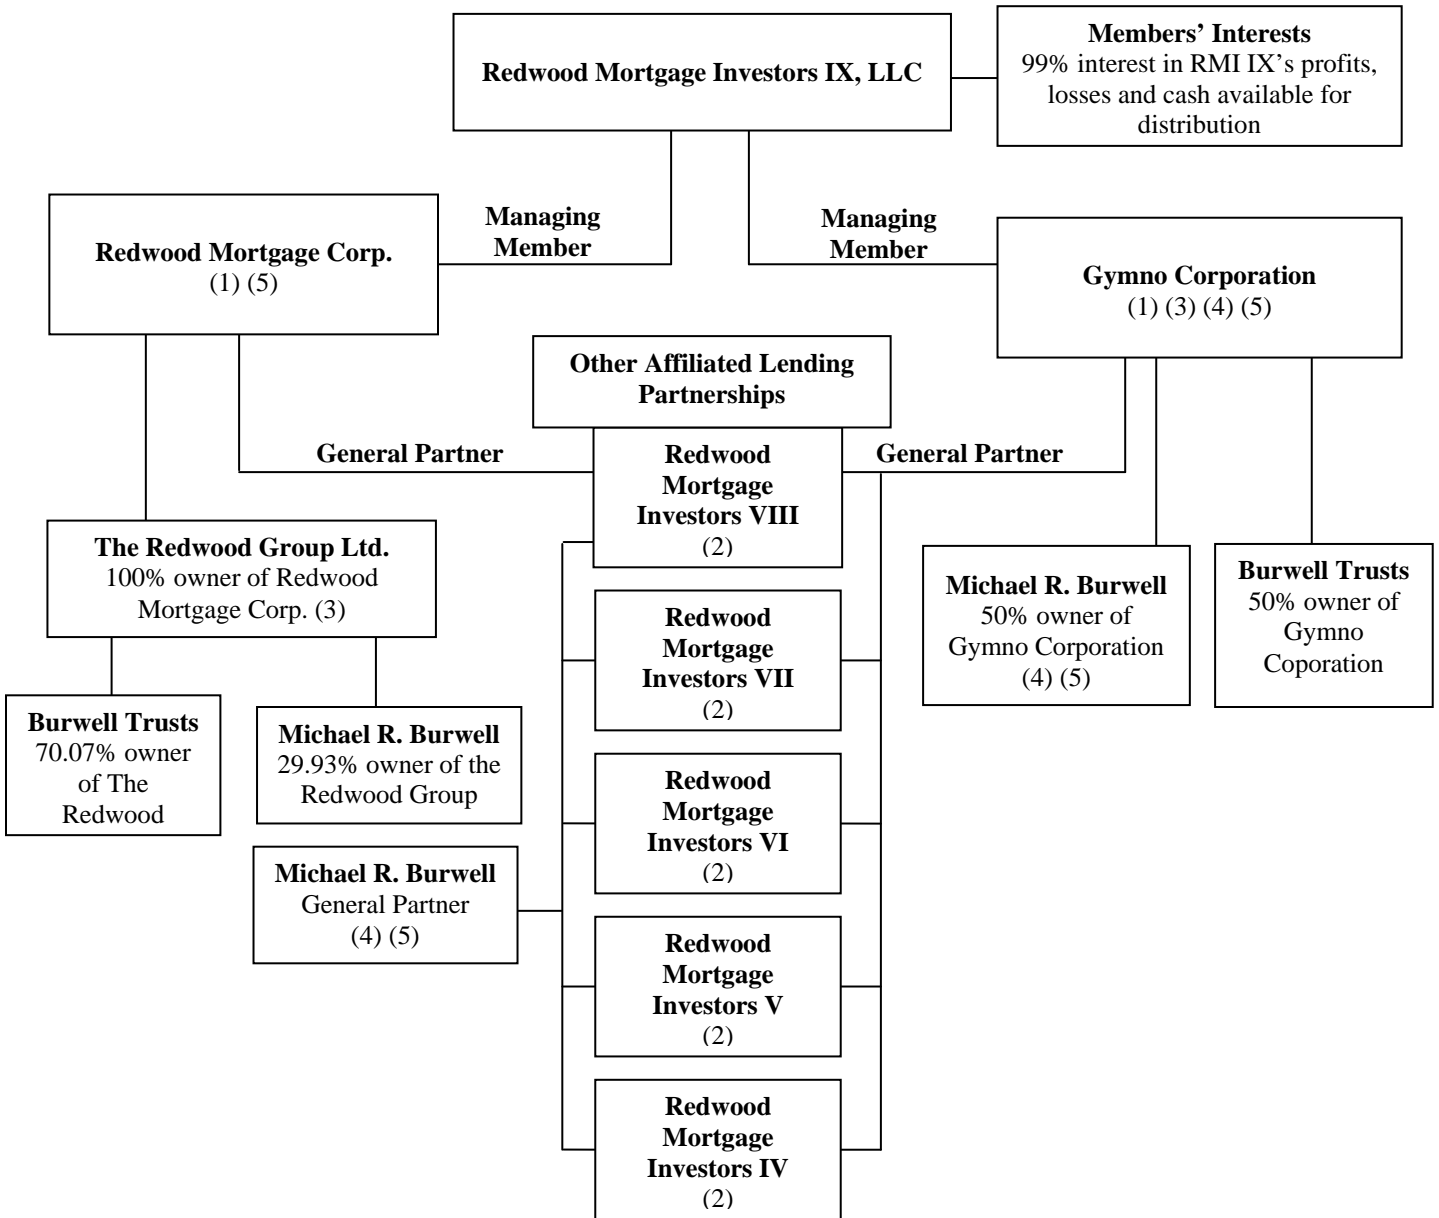 Redwood Mortgage Investors IX, LLC
Members’ Interests
99% interest in RMI IX’s profits,
losses and cash available for
distribution
Redwood Mortgage Corp.
(1) (5)
Managing
Member
Managing
Member
Gymno Corporation
(1) (3) (4) (5)
Other Affiliated Lending
Partnerships
General Partner
Redwood
Mortgage
Investors VIII
(2)
General Partner
The Redwood Group Ltd.
100% owner of Redwood
Mortgage Corp. (3)
Michael R. Burwell
50% owner of
Gymno Corporation
(4) (5)
Burwell Trusts
50% owner of
Gymno
Coporation
Redwood
Mortgage
Investors VII
(2)
Burwell Trusts
70.07% owner
of The
Redwood
Michael R. Burwell
29.93% owner of the
Redwood Group
Redwood
Mortgage
Investors VI
(2)
Michael R. Burwell
General Partner
(4) (5)
Redwood
Mortgage
Investors V
(2)
Redwood
Mortgage
Investors IV
(2)